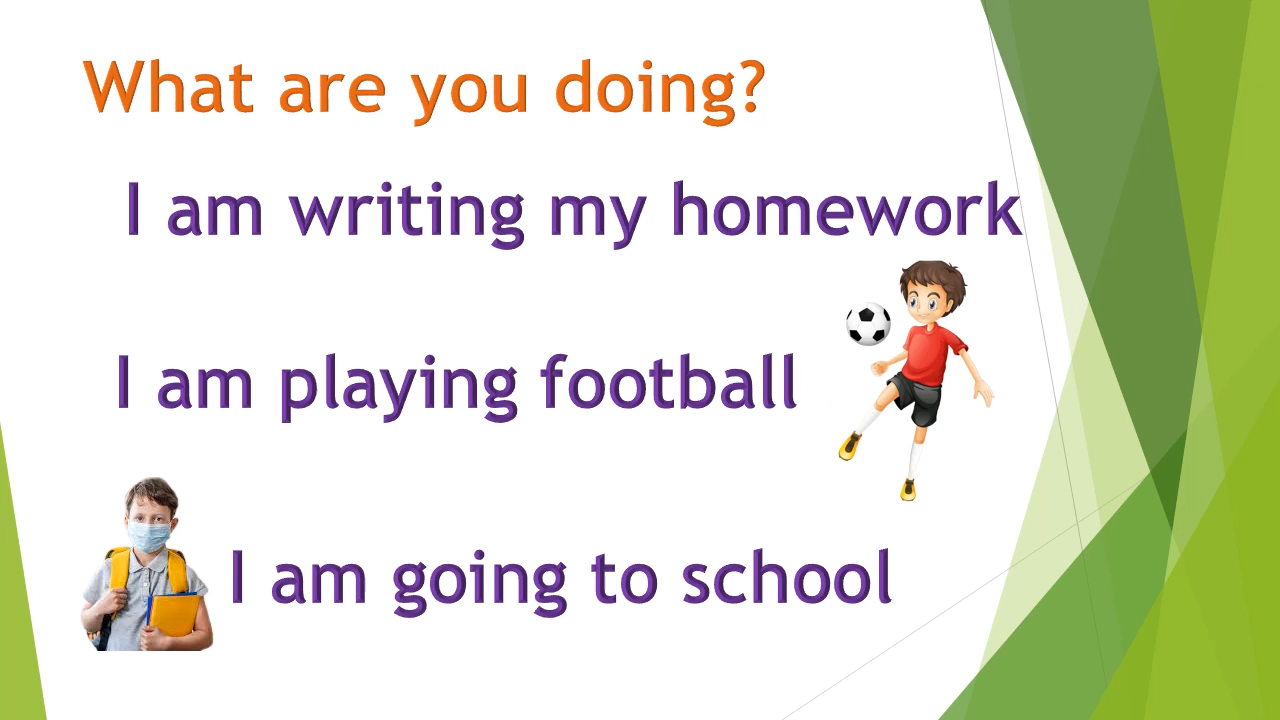 What are you doing?
I am writing my homework
I am playing football
I am going to school